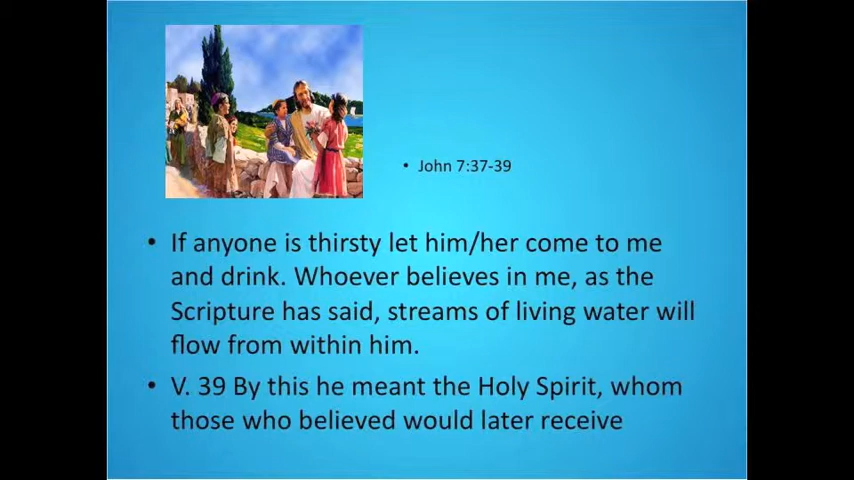 • John 7:37-39
• If anyone is thirsty let him/her come to me
and drink. Whoever believes in me, as the
Scripture has said, streams of living water will
flow from within him.
• V. 39 By this he meant the Holy Spirit, whom
those who believed would later receive